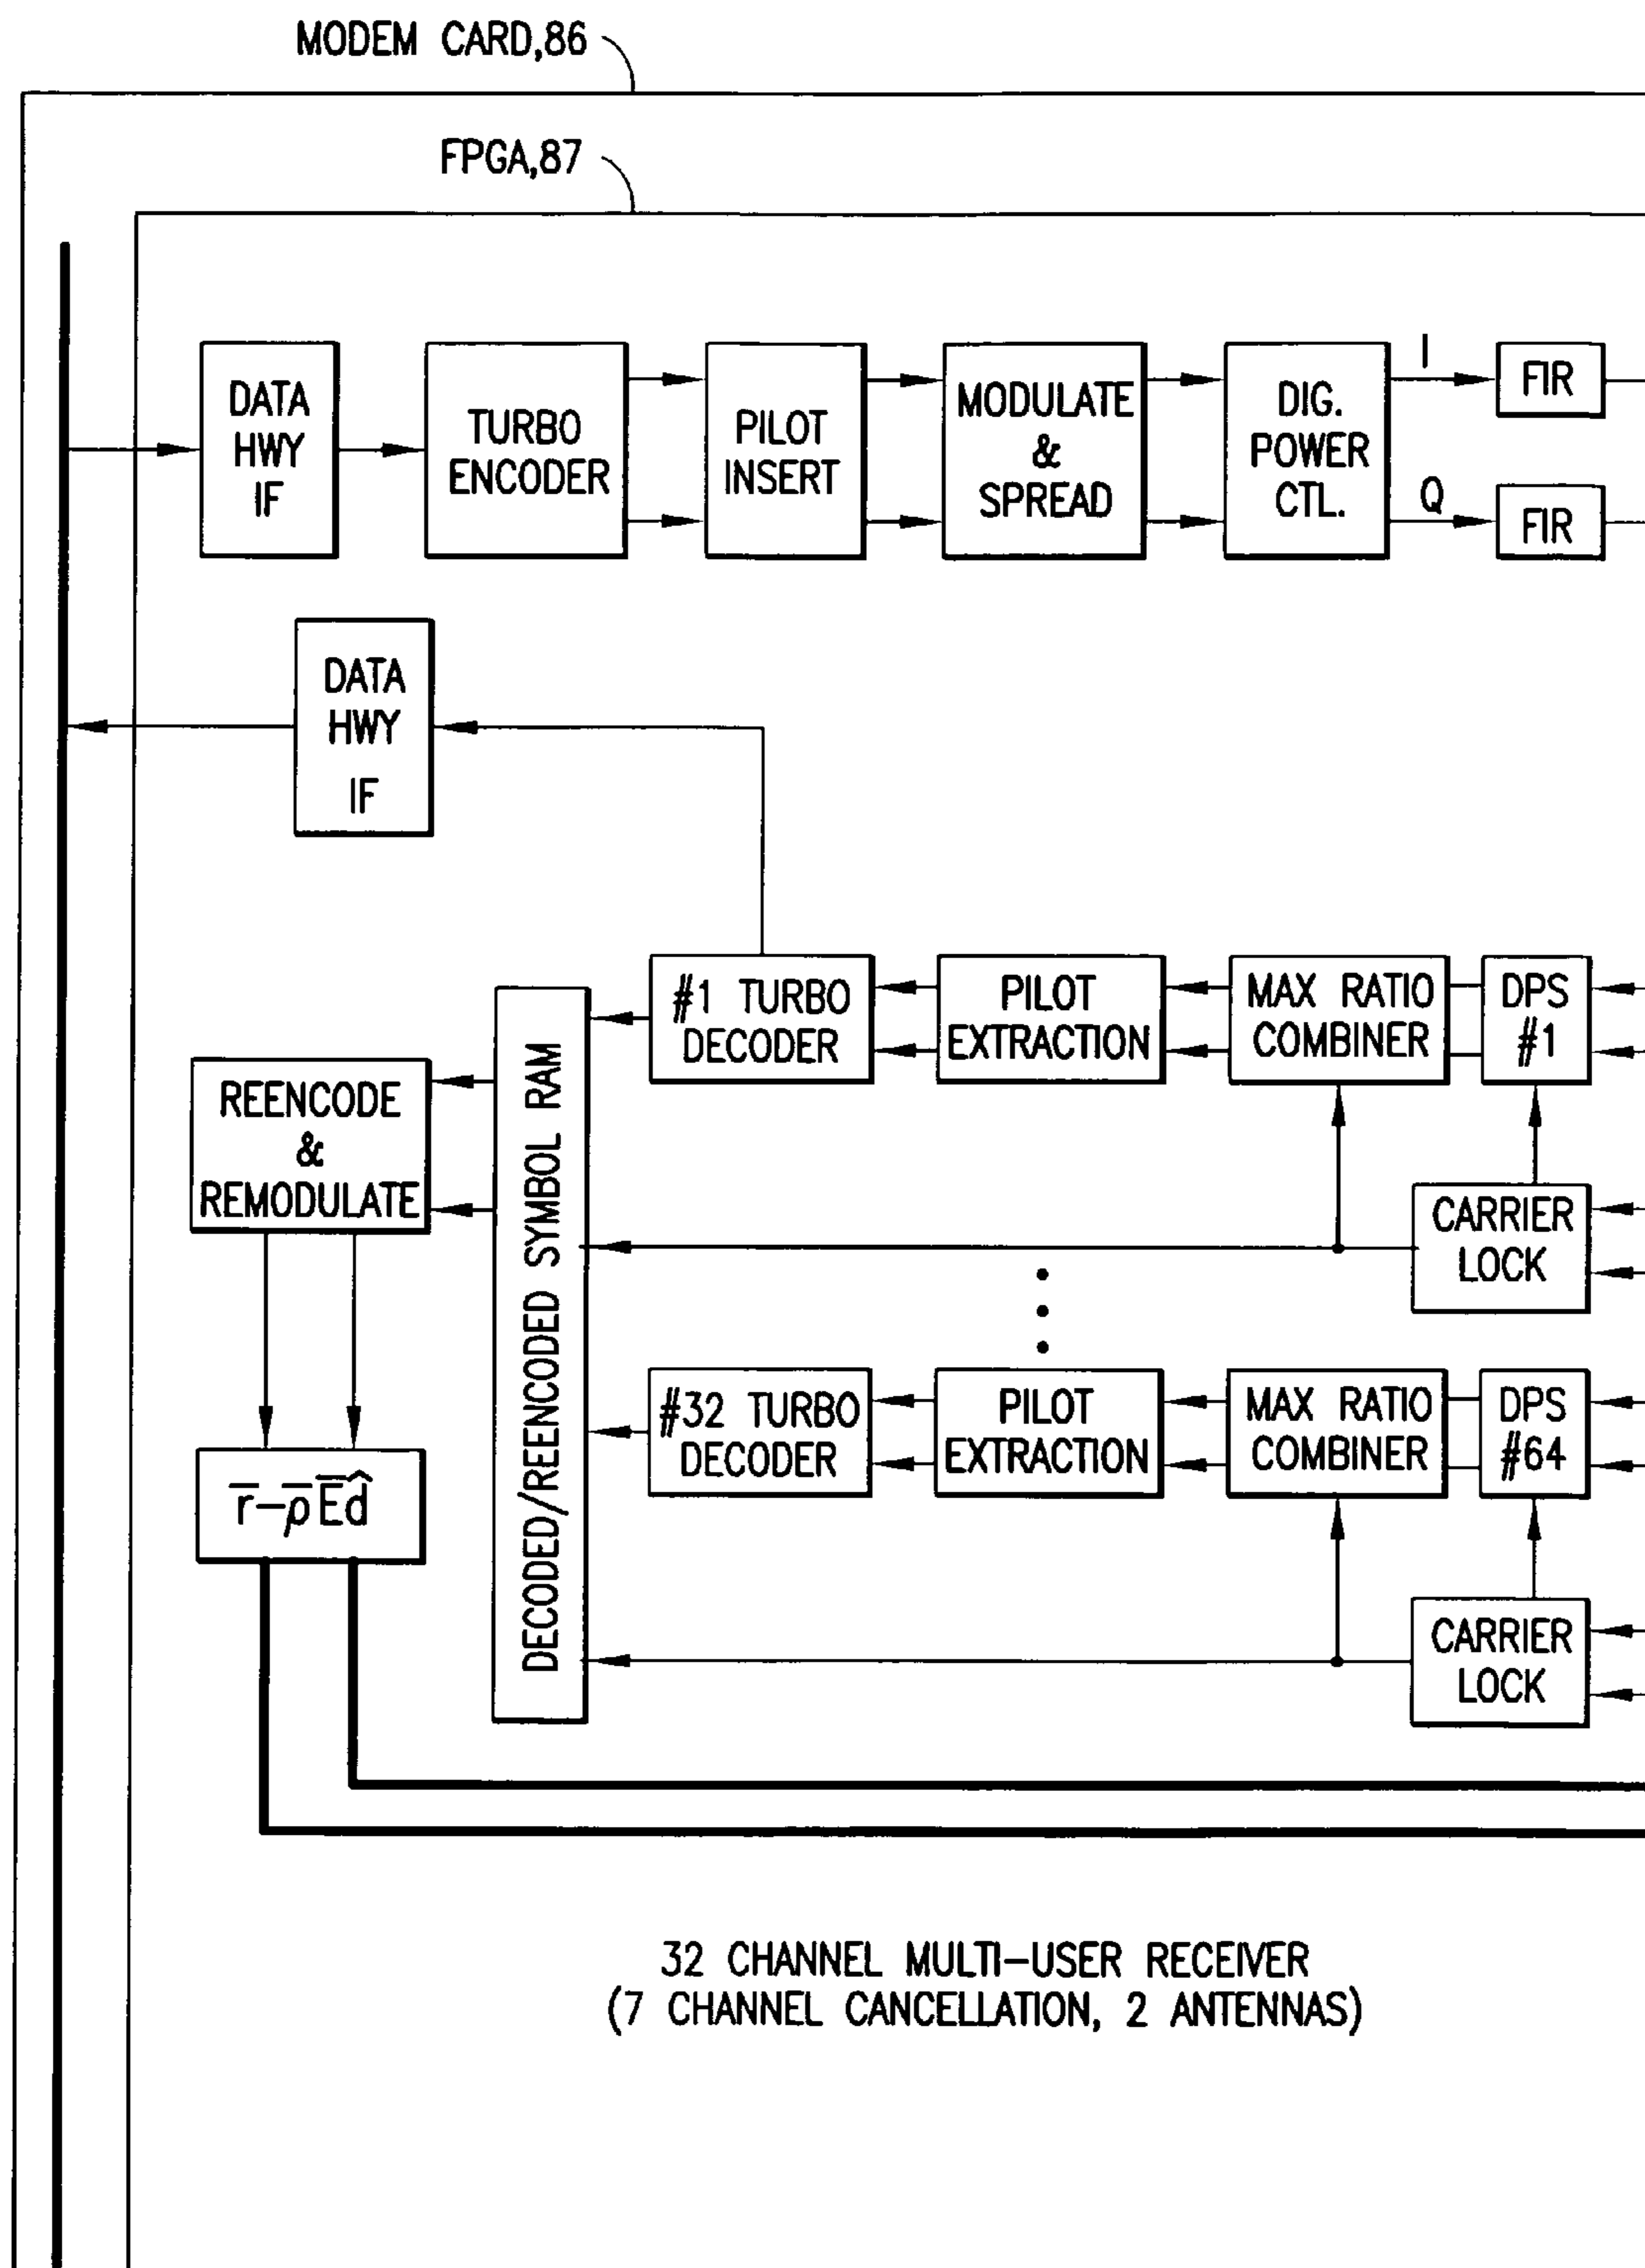 MODEM CARD,86
FPGA,87
DATA
HWY
IF
TURBO
ENCODER
PILOT
INSERT
MODULATE
&
SPREAD
DIG.
POWER
CTL.
I
Q
FIR
FIR
DATA
HWY
IF
#1 TURBO
DECODER
PILOT
EXTRACTION
MAX RATIO
COMBINER
DPS
#1
REENCODE
&
REMODULATE
DECODED/REENCODED SYMBOL RAM
CARRIER
LOCK
#32 TURBO
DECODER
PILOT
EXTRACTION
MAX RATIO
COMBINER
DPS
#64
r̅–ρ̅E̅d̂
CARRIER
LOCK
32 CHANNEL MULTI–USER RECEIVER
(7 CHANNEL CANCELLATION, 2 ANTENNAS)